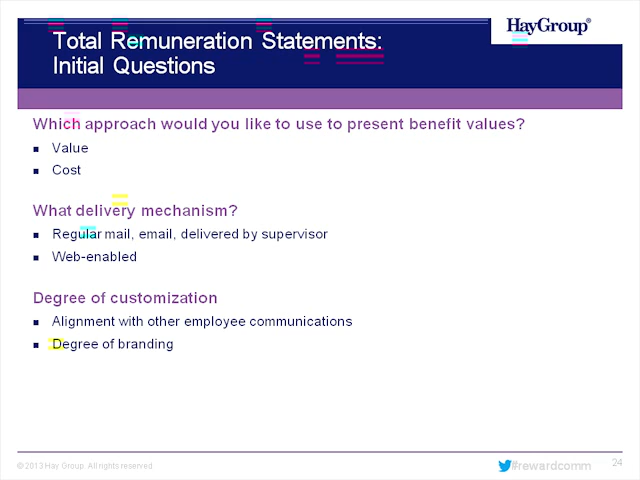 HayGroup®
Total Remuneration Statements:
Initial Questions
Which approach would you like to use to present benefit values?
Value
Cost
What delivery mechanism?
Regular mail, email, delivered by supervisor
Web-enabled
Degree of customization
Alignment with other employee communications
Degree of branding
© 2013 Hay Group. All rights reserved
#rewardcomm
24